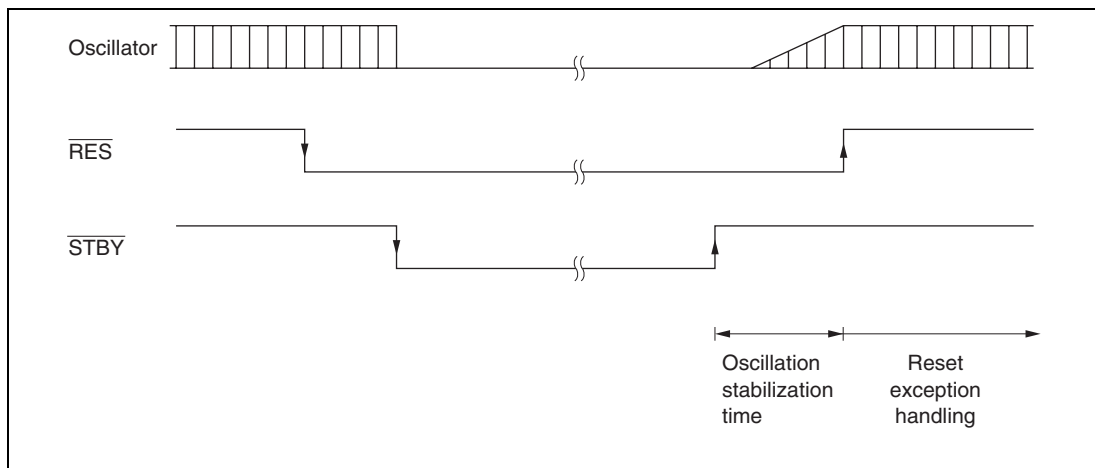 Oscillator
RES
STBY
Oscillation
stabilization
time
Reset
exception
handling